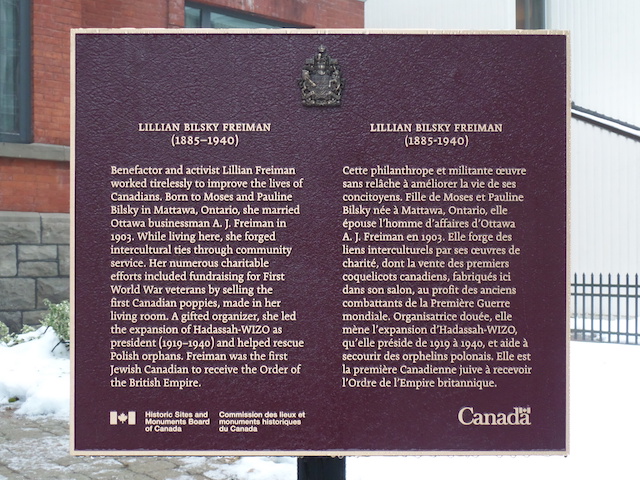 LILLIAN BILSKY FREIMAN
(1885–1940)
Benefactor and activist Lillian Freiman
worked tirelessly to improve the lives of
Canadians. Born to Moses and Pauline
Bilsky in Mattawa, Ontario, she married
Ottawa businessman A. J. Freiman in
1903. While living here, she forged
intercultural ties through community
service. Her numerous charitable
efforts included fundraising for First
World War veterans by selling the
first Canadian poppies, made in her
living room. A gifted organizer, she led
the expansion of Hadassah-WIZO as
president (1919–1940) and helped rescue
Polish orphans. Freiman was the first
Jewish Canadian to receive the Order of
the British Empire.
LILLIAN BILSKY FREIMAN
(1885-1940)
Cette philanthrope et militante œuvre
sans relâche à améliorer la vie de ses
concitoyens. Fille de Moses et Pauline
Bilsky née à Mattawa, Ontario, elle
épouse l'homme d'affaires d'Ottawa
A. J. Freiman en 1903. Elle forge des
liens interculturels par ses œuvres de
charité, dont la vente des premiers
coquelicots canadiens, fabriqués ici
dans son salon, au profit des anciens
combattants de la Première Guerre
mondiale. Organisatrice douée, elle
mène l'expansion d'Hadassah-WIZO,
qu'elle préside de 1919 à 1940, et aide à
secourir des orphelins polonais. Elle est
la première Canadienne juive à recevoir
l'Ordre de l'Empire britannique.
Historic Sites and
Monuments Board
of Canada
Commission des lieux et
monuments historiques
du Canada
Canada